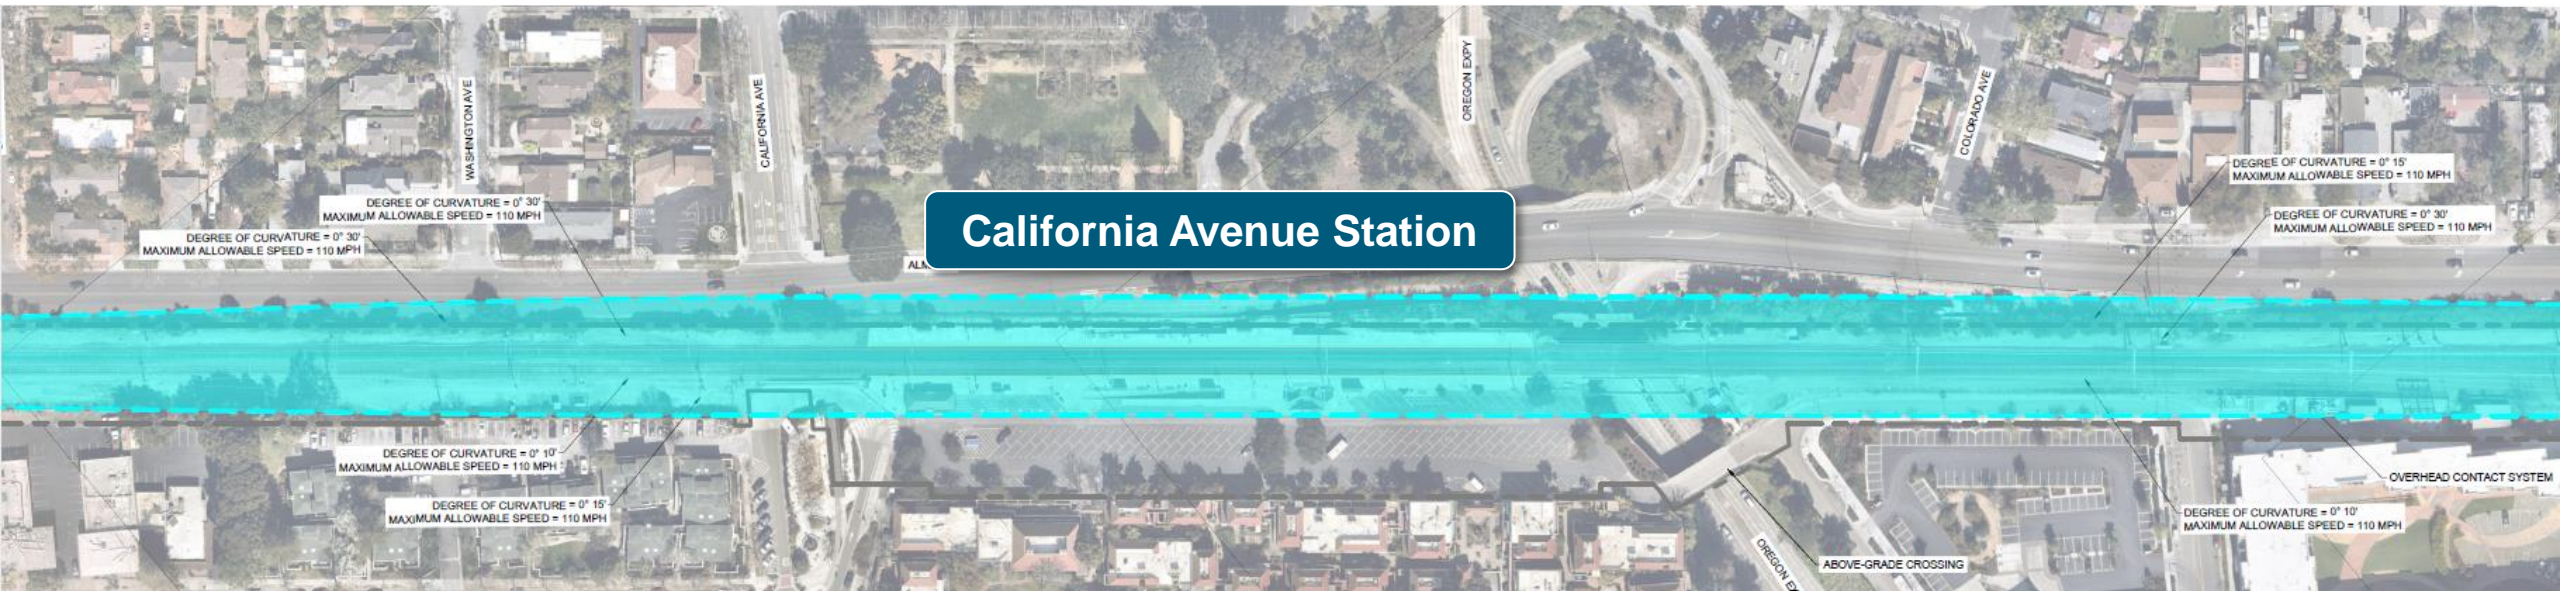 WASHINGTON AVE
CALIFORNIA AVE
OREGON EXPY
COLORADO AVE
DEGREE OF CURVATURE = 0° 15'
MAXIMUM ALLOWABLE SPEED = 110 MPH
DEGREE OF CURVATURE = 0° 30'
MAXIMUM ALLOWABLE SPEED = 110 MPH
DEGREE OF CURVATURE = 0° 30'
MAXIMUM ALLOWABLE SPEED = 110 MPH
DEGREE OF CURVATURE = 0° 30'
MAXIMUM ALLOWABLE SPEED = 110 MPH
California Avenue Station
ALM
DEGREE OF CURVATURE = 0° 10'
MAXIMUM ALLOWABLE SPEED = 110 MPH
DEGREE OF CURVATURE = 0° 15'
MAXIMUM ALLOWABLE SPEED = 110 MPH
OVERHEAD CONTACT SYSTEM
DEGREE OF CURVATURE = 0° 10'
MAXIMUM ALLOWABLE SPEED = 110 MPH
ABOVE-GRADE CROSSING
OREGON EX